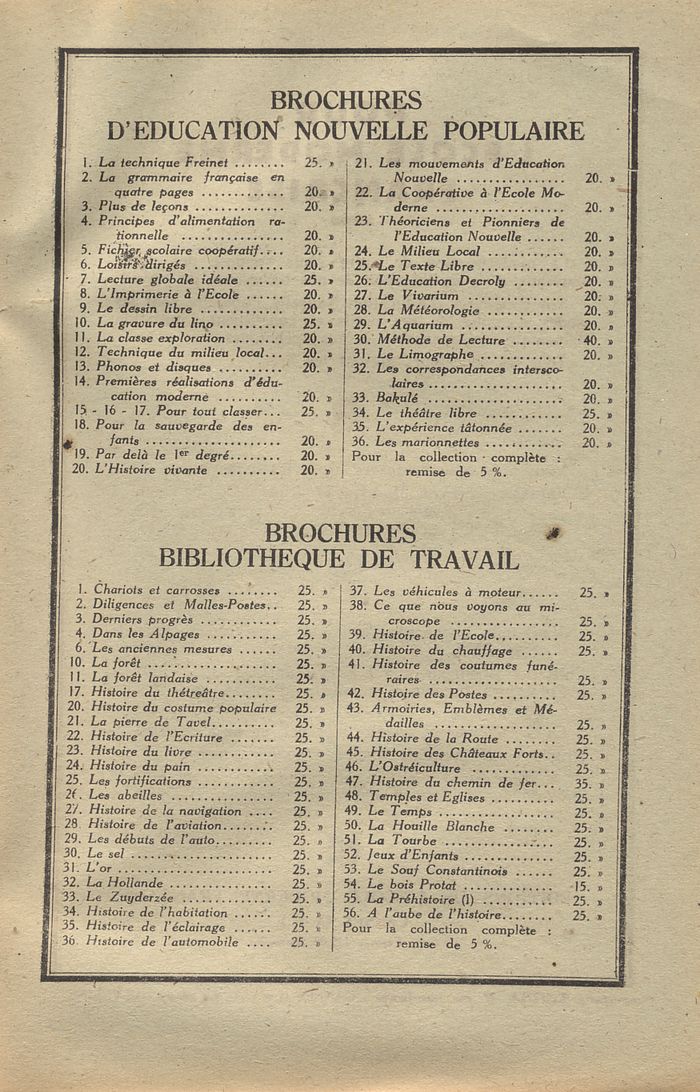 BROCHURES
D'EDUCATION NOUVELLE POPULAIRE
1. La technique Freinet ........ 25. »
2. La grammaire française en
quatre pages ............. 20. »
3. Plus de leçons ............. 20. »
4. Principes d'alimentation ra-
tionnelle ................ 20. »
5. Fichier scolaire coopératif.... 20. »
6. Loisirs dirigés ............. 20. »
7. Lecture globale idéale ...... 25. »
8. L'Imprimerie à l'Ecole ...... 20. »
9. Le dessin libre ............. 20. »
10. La gravure du lino ......... 25. »
11. La classe exploration ....... 20. »
12. Technique du milieu local... 20. »
13. Phonos et disques .......... 20. »
14. Premières réalisations d'édu-
cation moderne ........... 20. »
15 - 16 - 17. Pour tout classer... 25. »
18. Pour la sauvegarde des en-
fants .................... 20. »
19. Par delà le 1er degré........ 20. »
20. L'Histoire vivante .......... 20. »
21. Les mouvements d'Education
Nouvelle ................. 20. »
22. La Coopérative à l'Ecole Mo-
derne .................... 20. »
23. Théoriciens et Pionniers de
l'Education Nouvelle ...... 20. »
24. Le Milieu Local ............ 20. »
25. Le Texte Libre ............. 20. »
26. L'Education Decroly ........ 20. »
27. Le Vivarium ............... 20. »
28. La Météorologie ............ 20. »
29. L'Aquarium ................ 20. »
30. Méthode de Lecture ........ 40. »
31. Le Limographe ............. 20. »
32. Les correspondances intersco-
laires .................... 20. »
33. Bakulé .................... 20. »
34. Le théâtre libre ............ 25. »
35. L'expérience tâtonnée ....... 20. »
36. Les marionnettes ........... 20. »
Pour la collection complète :
remise de 5 %.
BROCHURES
BIBLIOTHEQUE DE TRAVAIL
1. Chariots et carrosses ........ 25. »
2. Diligences et Malles-Postes.. 25. »
3. Derniers progrès ............ 25. »
4. Dans les Alpages ........... 25. »
6. Les anciennes mesures ...... 25. »
10. La forêt ................... 25. »
11. La forêt landaise ........... 25. »
17. Histoire du thétreâtre....... 25. »
20. Histoire du costume populaire 25. »
21. La pierre de Tavel.......... 25. »
22. Histoire de l'Ecriture ....... 25. »
23. Histoire du livre ........... 25. »
24. Histoire du pain ............ 25. »
25. Les fortifications ........... 25. »
26. Les abeilles ................ 25. »
27. Histoire de la navigation .... 25. »
28. Histoire de l'aviation........ 25. »
29. Les débuts de l'auto......... 25. »
30. Le sel ..................... 25. »
31. L'or ....................... 25. »
32. La Hollande ............... 25. »
33. Le Zuyderzée .............. 25. »
34. Histoire de l'habitation ...... 25. »
35. Histoire de l'éclairage ...... 25. »
36. Histoire de l'automobile .... 25. »
37. Les véhicules à moteur...... 25. »
38. Ce que nous voyons au mi-
croscope ................. 25. »
39. Histoire de l'Ecole.......... 25. »
40. Histoire du chauffage ...... 25. »
41. Histoire des coutumes funé-
raires .................... 25. »
42. Histoire des Postes .......... 25. »
43. Armoiries, Emblèmes et Mé-
dailles ................... 25. »
44. Histoire de la Route ........ 25. »
45. Histoire des Châteaux Forts.. 25. »
46. L'Ostréiculture ............. 25. »
47. Histoire du chemin de fer... 35. »
48. Temples et Eglises .......... 25. »
49. Le Temps .................. 25. »
50. La Houille Blanche ........ 25. »
51. La Tourbe ................. 25. »
52. Jeux d'Enfants ............. 25. »
53. Le Souf Constantinois ...... 25. »
54. Le bois Protat .............. 15. »
55. La Préhistoire (I) .......... 25. »
56. A l'aube de l'histoire........ 25. »
Pour la collection complète :
remise de 5 %.